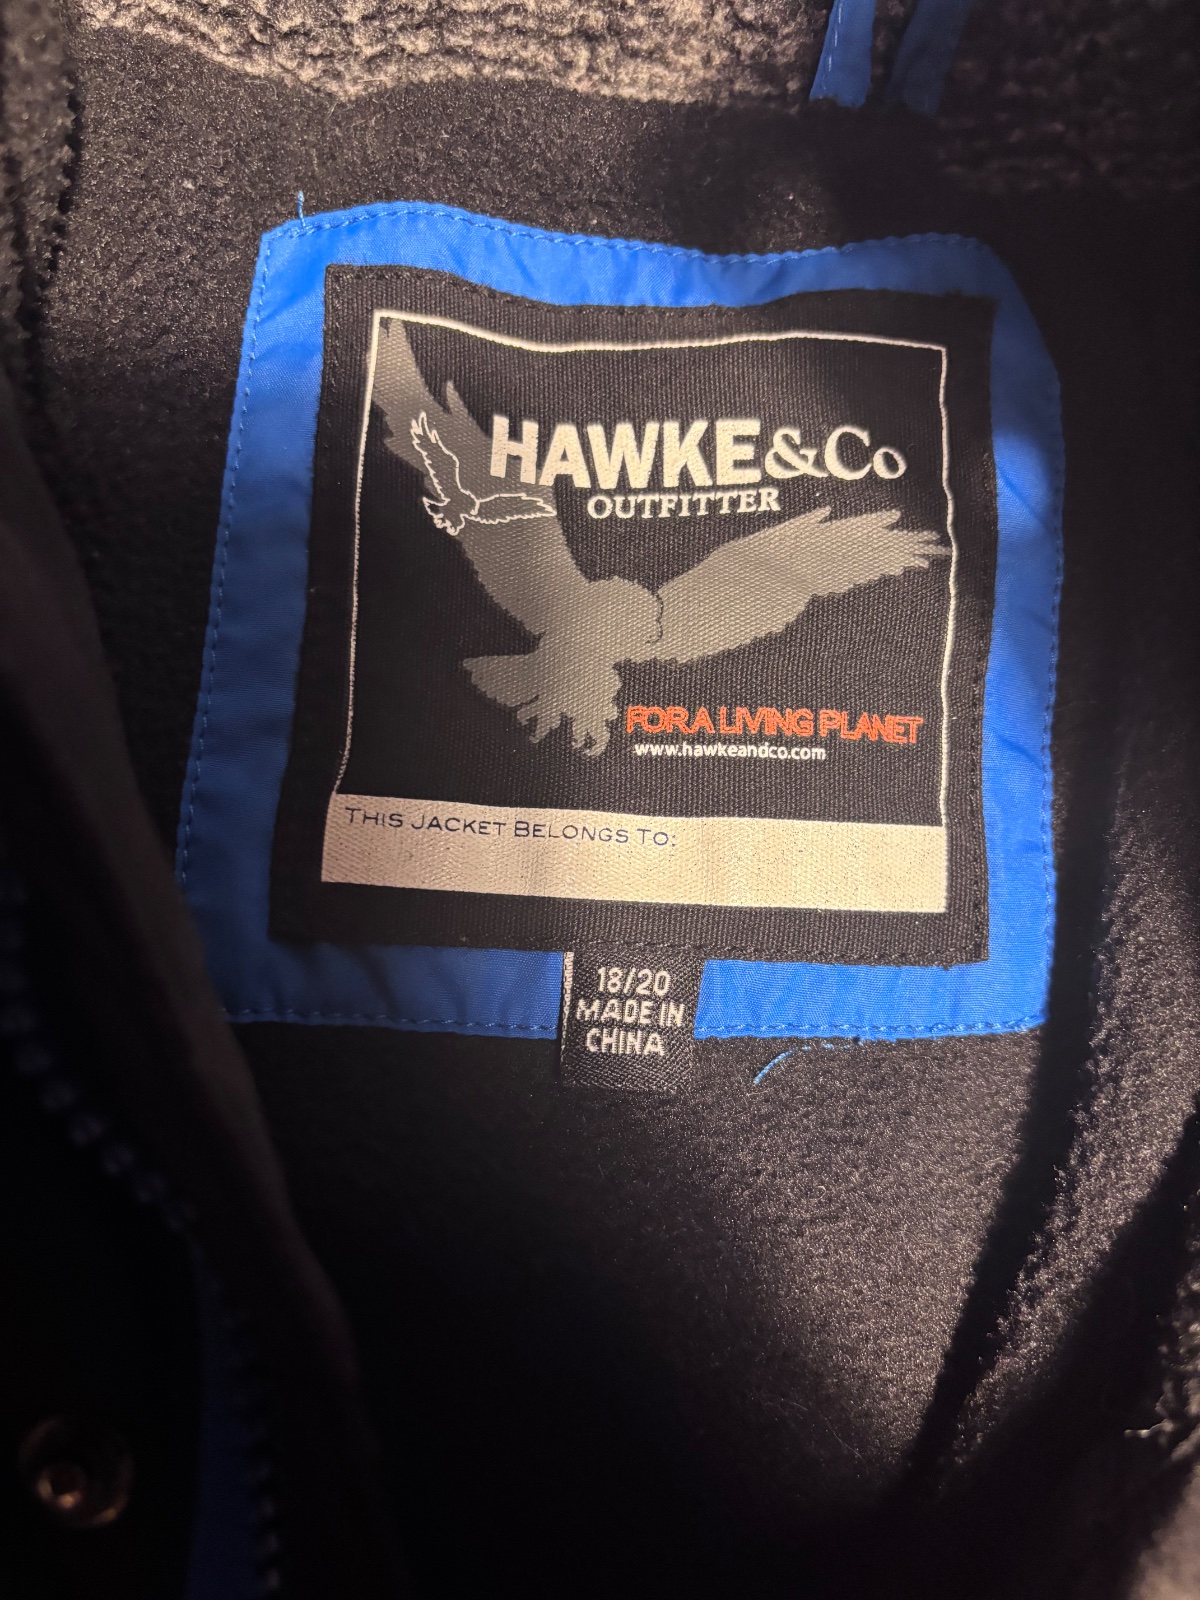 HAWKE&Co
OUTFITTER
FOR A LIVING PLANET
www.hawkeandco.com
THIS JACKET BELONGS TO:
18/20
MADE IN
CHINA